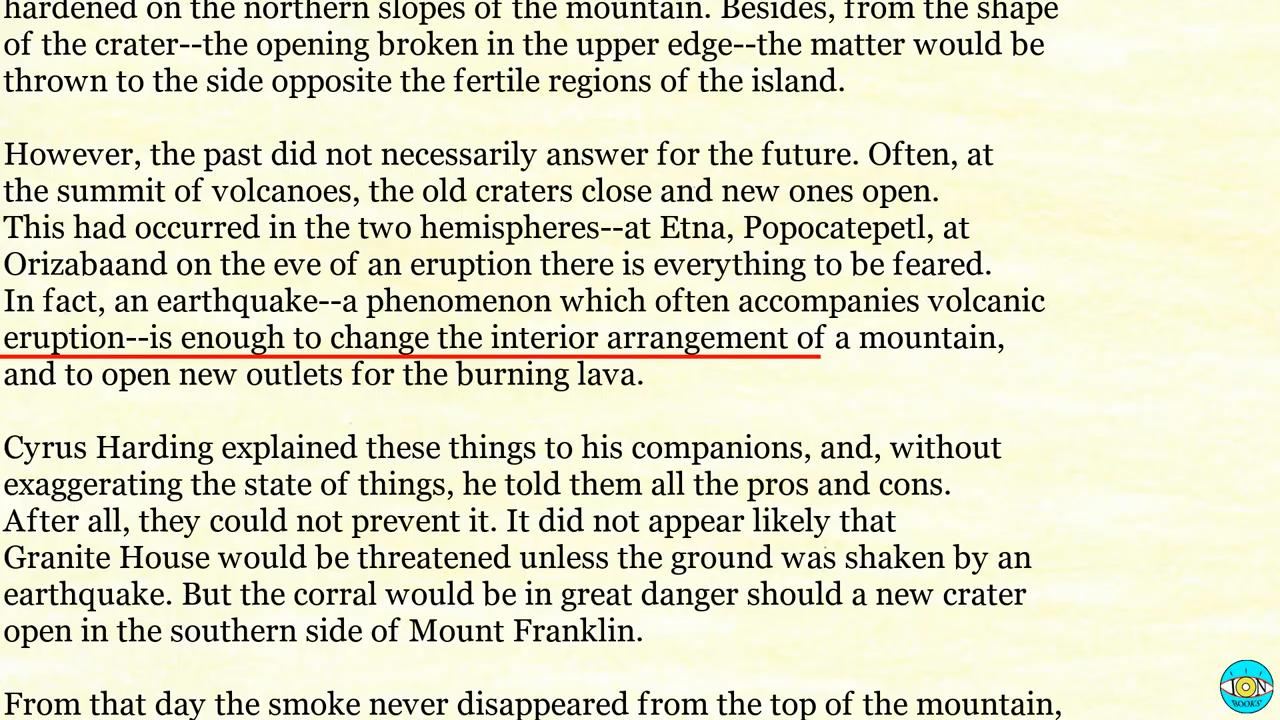 hardened on the northern slopes of the mountain. Besides, from the shape
of the crater--the opening broken in the upper edge--the matter would be
thrown to the side opposite the fertile regions of the island.
However, the past did not necessarily answer for the future. Often, at
the summit of volcanoes, the old craters close and new ones open.
This had occurred in the two hemispheres--at Etna, Popocatepetl, at
Orizabaand on the eve of an eruption there is everything to be feared.
In fact, an earthquake--a phenomenon which often accompanies volcanic
eruption--is enough to change the interior arrangement of a mountain,
and to open new outlets for the burning lava.
Cyrus Harding explained these things to his companions, and, without
exaggerating the state of things, he told them all the pros and cons.
After all, they could not prevent it. It did not appear likely that
Granite House would be threatened unless the ground was shaken by an
earthquake. But the corral would be in great danger should a new crater
open in the southern side of Mount Franklin.
From that day the smoke never disappeared from the top of the mountain,
ION
BOOKS